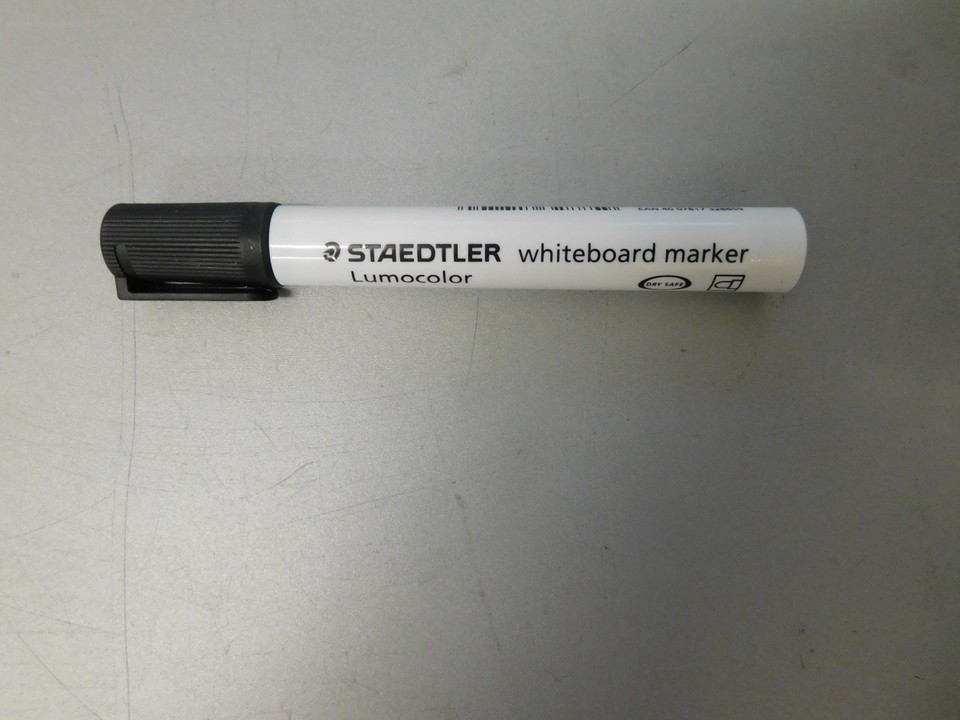 STAEDTLER whiteboard marker
Lumocolor
DRY SAFE